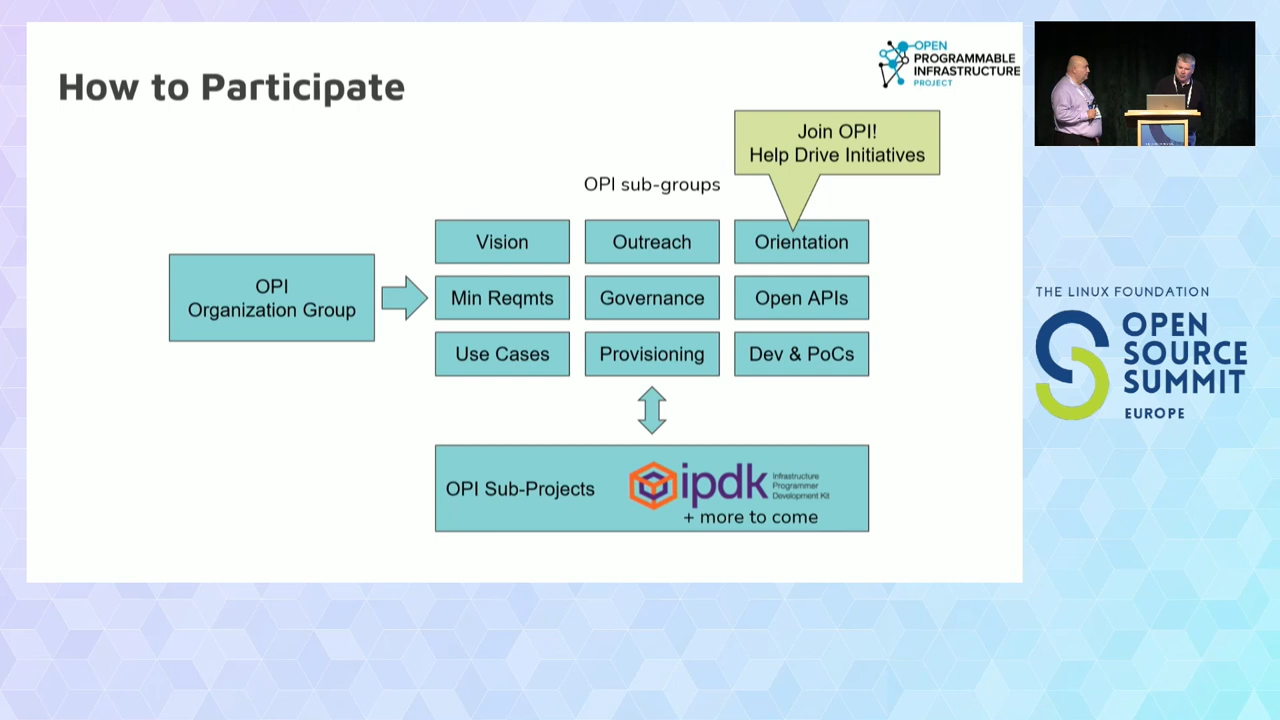 How to Participate
OPEN
PROGRAMMABLE
INFRASTRUCTURE
PROJECT
Join OPI!
Help Drive Initiatives
OPI sub-groups
Vision
Outreach
Orientation
OPI
Organization Group
Min Reqmts
Governance
Open APIs
Use Cases
Provisioning
Dev & PoCs
OPI Sub-Projects
ipdk
Infrastructure
Programmer
Development Kit
+ more to come
THE LINUX FOUNDATION
OPEN
SOURCE
SUMMIT
EUROPE